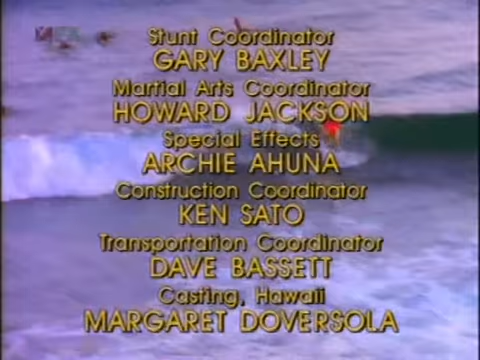 Stunt Coordinator
GARY BAXLEY
Martial Arts Coordinator
HOWARD JACKSON
Special Effects
ARCHIE AHUNA
Construction Coordinator
KEN SATO
Transportation Coordinator
DAVE BASSETT
Casting, Hawaii
MARGARET DOVERSOLA